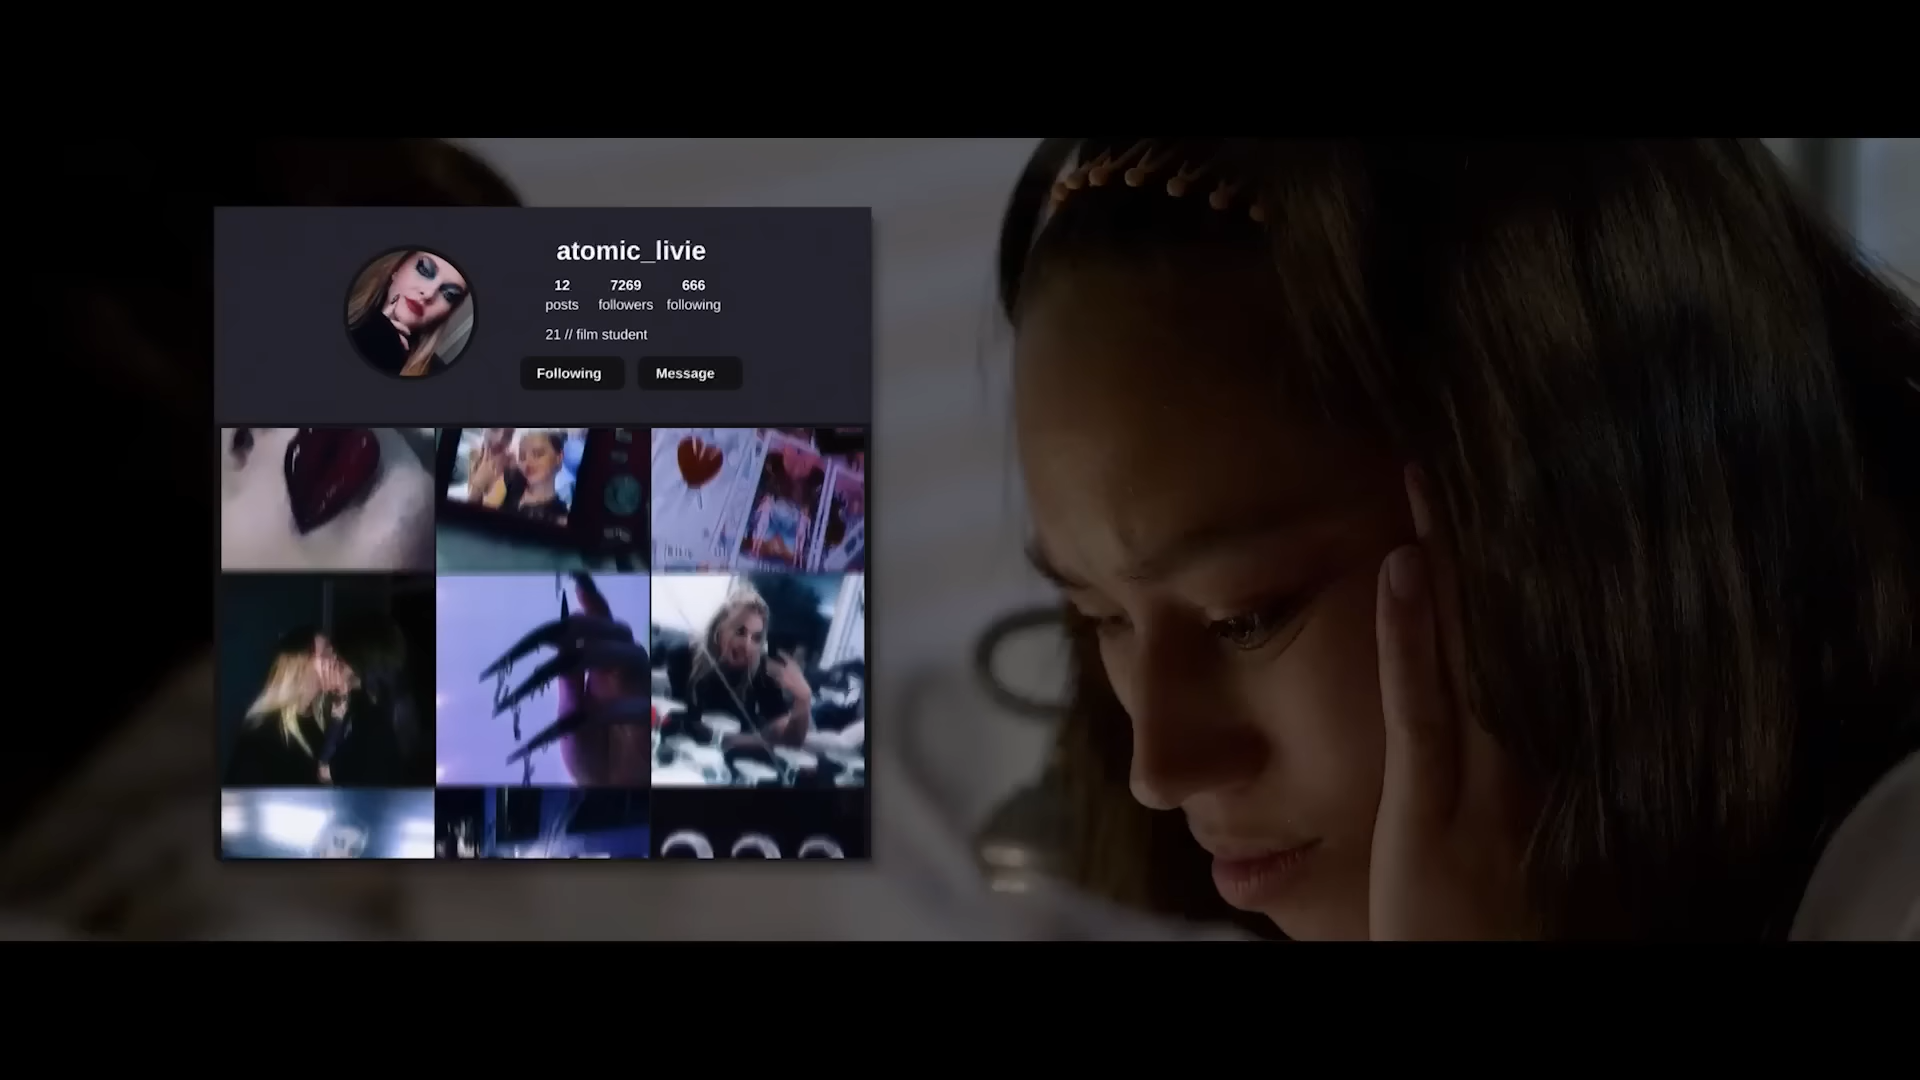 atomic_livie
12 7269 666
posts followers following
21 // film student
Following Message